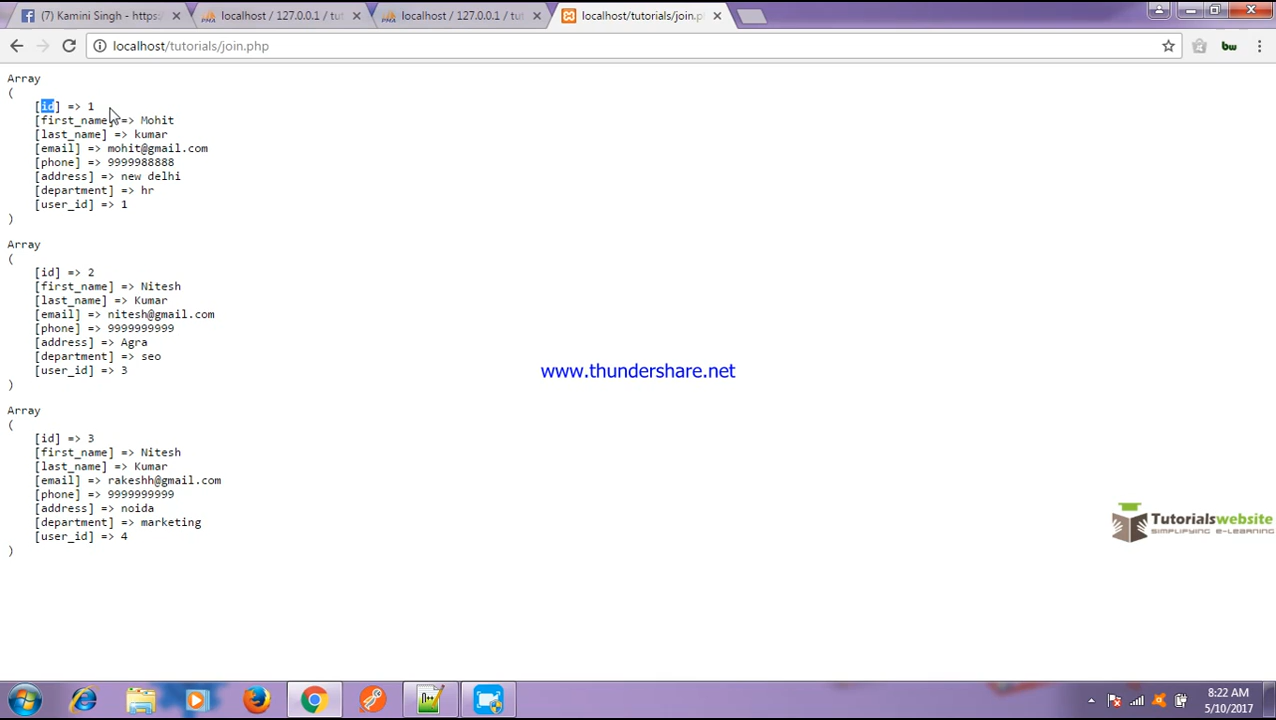 (7) Kamini Singh - https:
localhost / 127.0.0.1 / tut
localhost / 127.0.0.1 / tut
localhost/tutorials/join.p
localhost/tutorials/join.php
bw
Array
(
[id] => 1
[first_name] => Mohit
[last_name] => kumar
[email] => mohit@gmail.com
[phone] => 9999988888
[address] => new delhi
[department] => hr
[user_id] => 1
)
Array
(
[id] => 2
[first_name] => Nitesh
[last_name] => Kumar
[email] => nitesh@gmail.com
[phone] => 9999999999
[address] => Agra
[department] => seo
[user_id] => 3
)
www.thundershare.net
Array
(
[id] => 3
[first_name] => Nitesh
[last_name] => Kumar
[email] => rakeshh@gmail.com
[phone] => 9999999999
[address] => noida
[department] => marketing
[user_id] => 4
)
Tutorialswebsite
SIMPLIFYING E-LEARNING
8:22 AM
5/10/2017